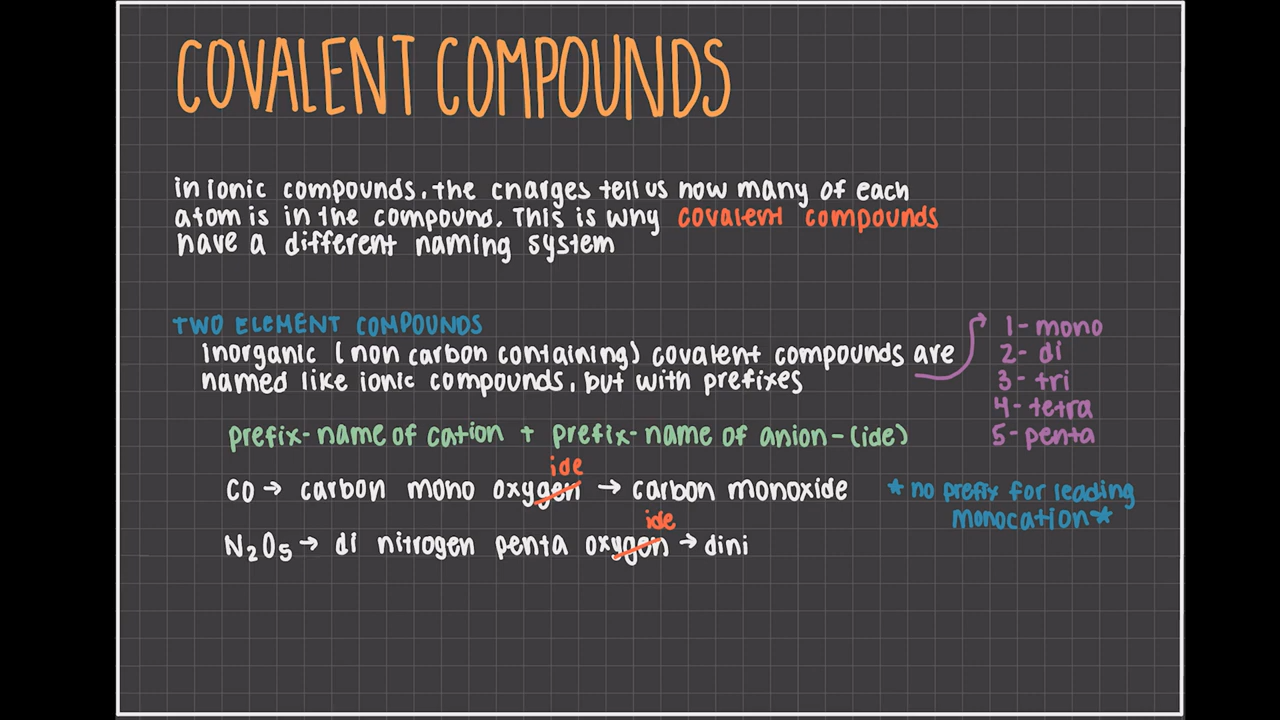 COVALENT COMPOUNDS
in ionic compounds, the charges tell us how many of each
atom is in the compound. This is why covalent compounds
have a different naming system
TWO ELEMENT COMPOUNDS
inorganic (non carbon containing) covalent compounds are
named like ionic compounds, but with prefixes
1- mono
2- di
3- tri
4- tetra
5- penta
prefix- name of cation + prefix- name of anion-(ide)
ide
CO → carbon mono oxygen → carbon monoxide
* no prefix for leading
monocation *
ide
N₂O₅ → di nitrogen penta oxygen → dini